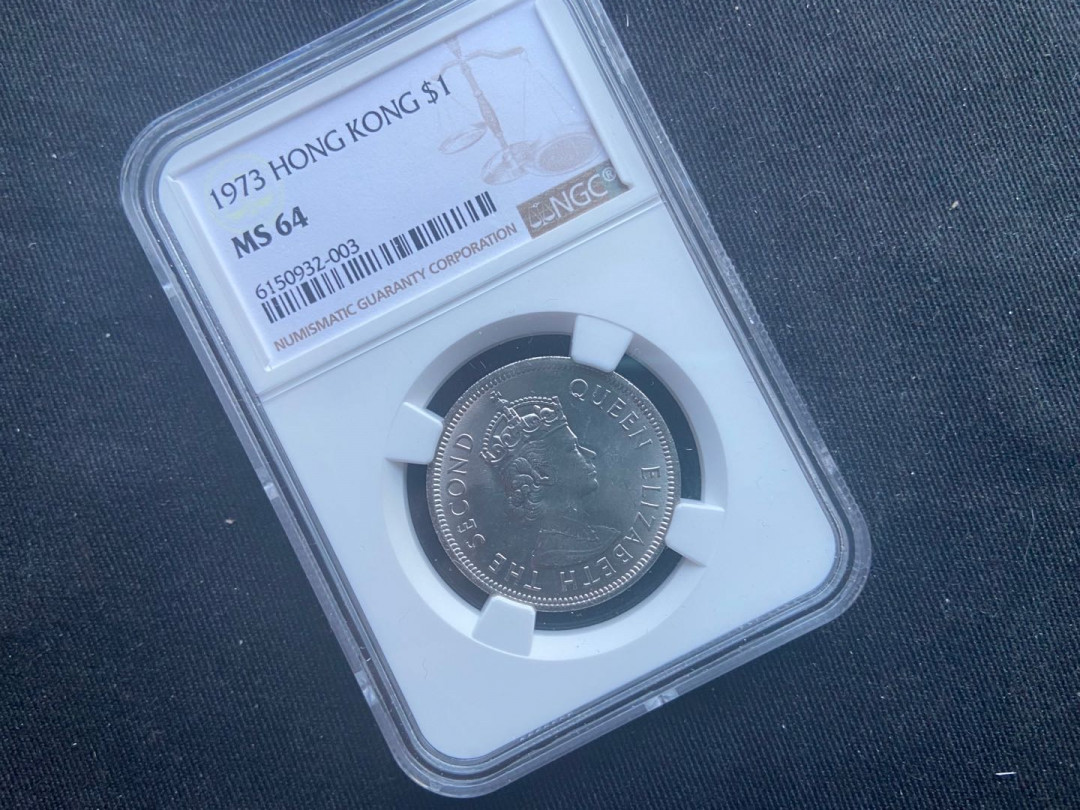 1973 HONG KONG $1
MS 64
6150932-003
NGC®
NUMISMATIC GUARANTY CORPORATION
QUEEN ELIZABETH THE SECOND